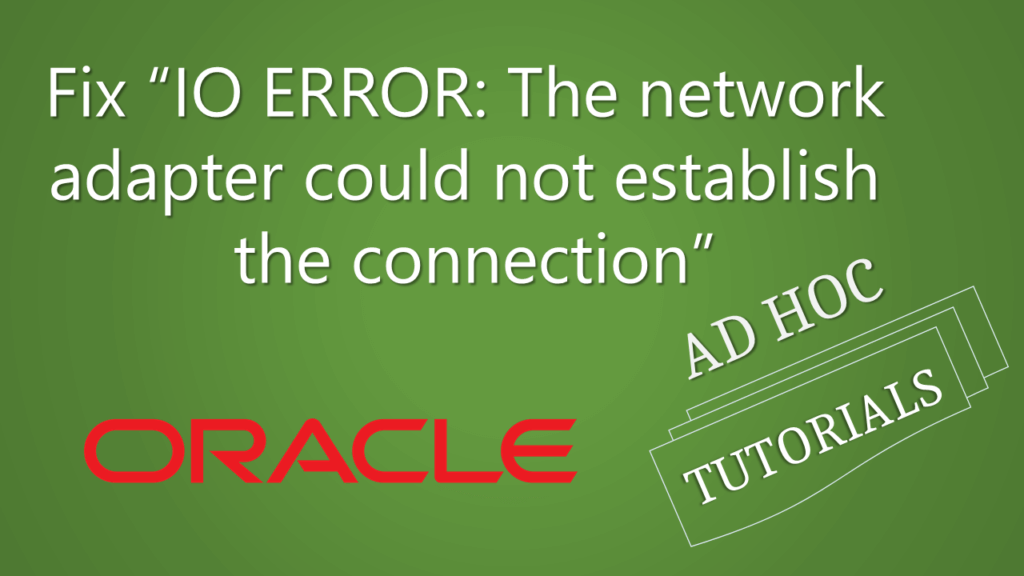 Fix “IO ERROR: The network
adapter could not establish
the connection”
AD HOC
TUTORIALS
ORACLE